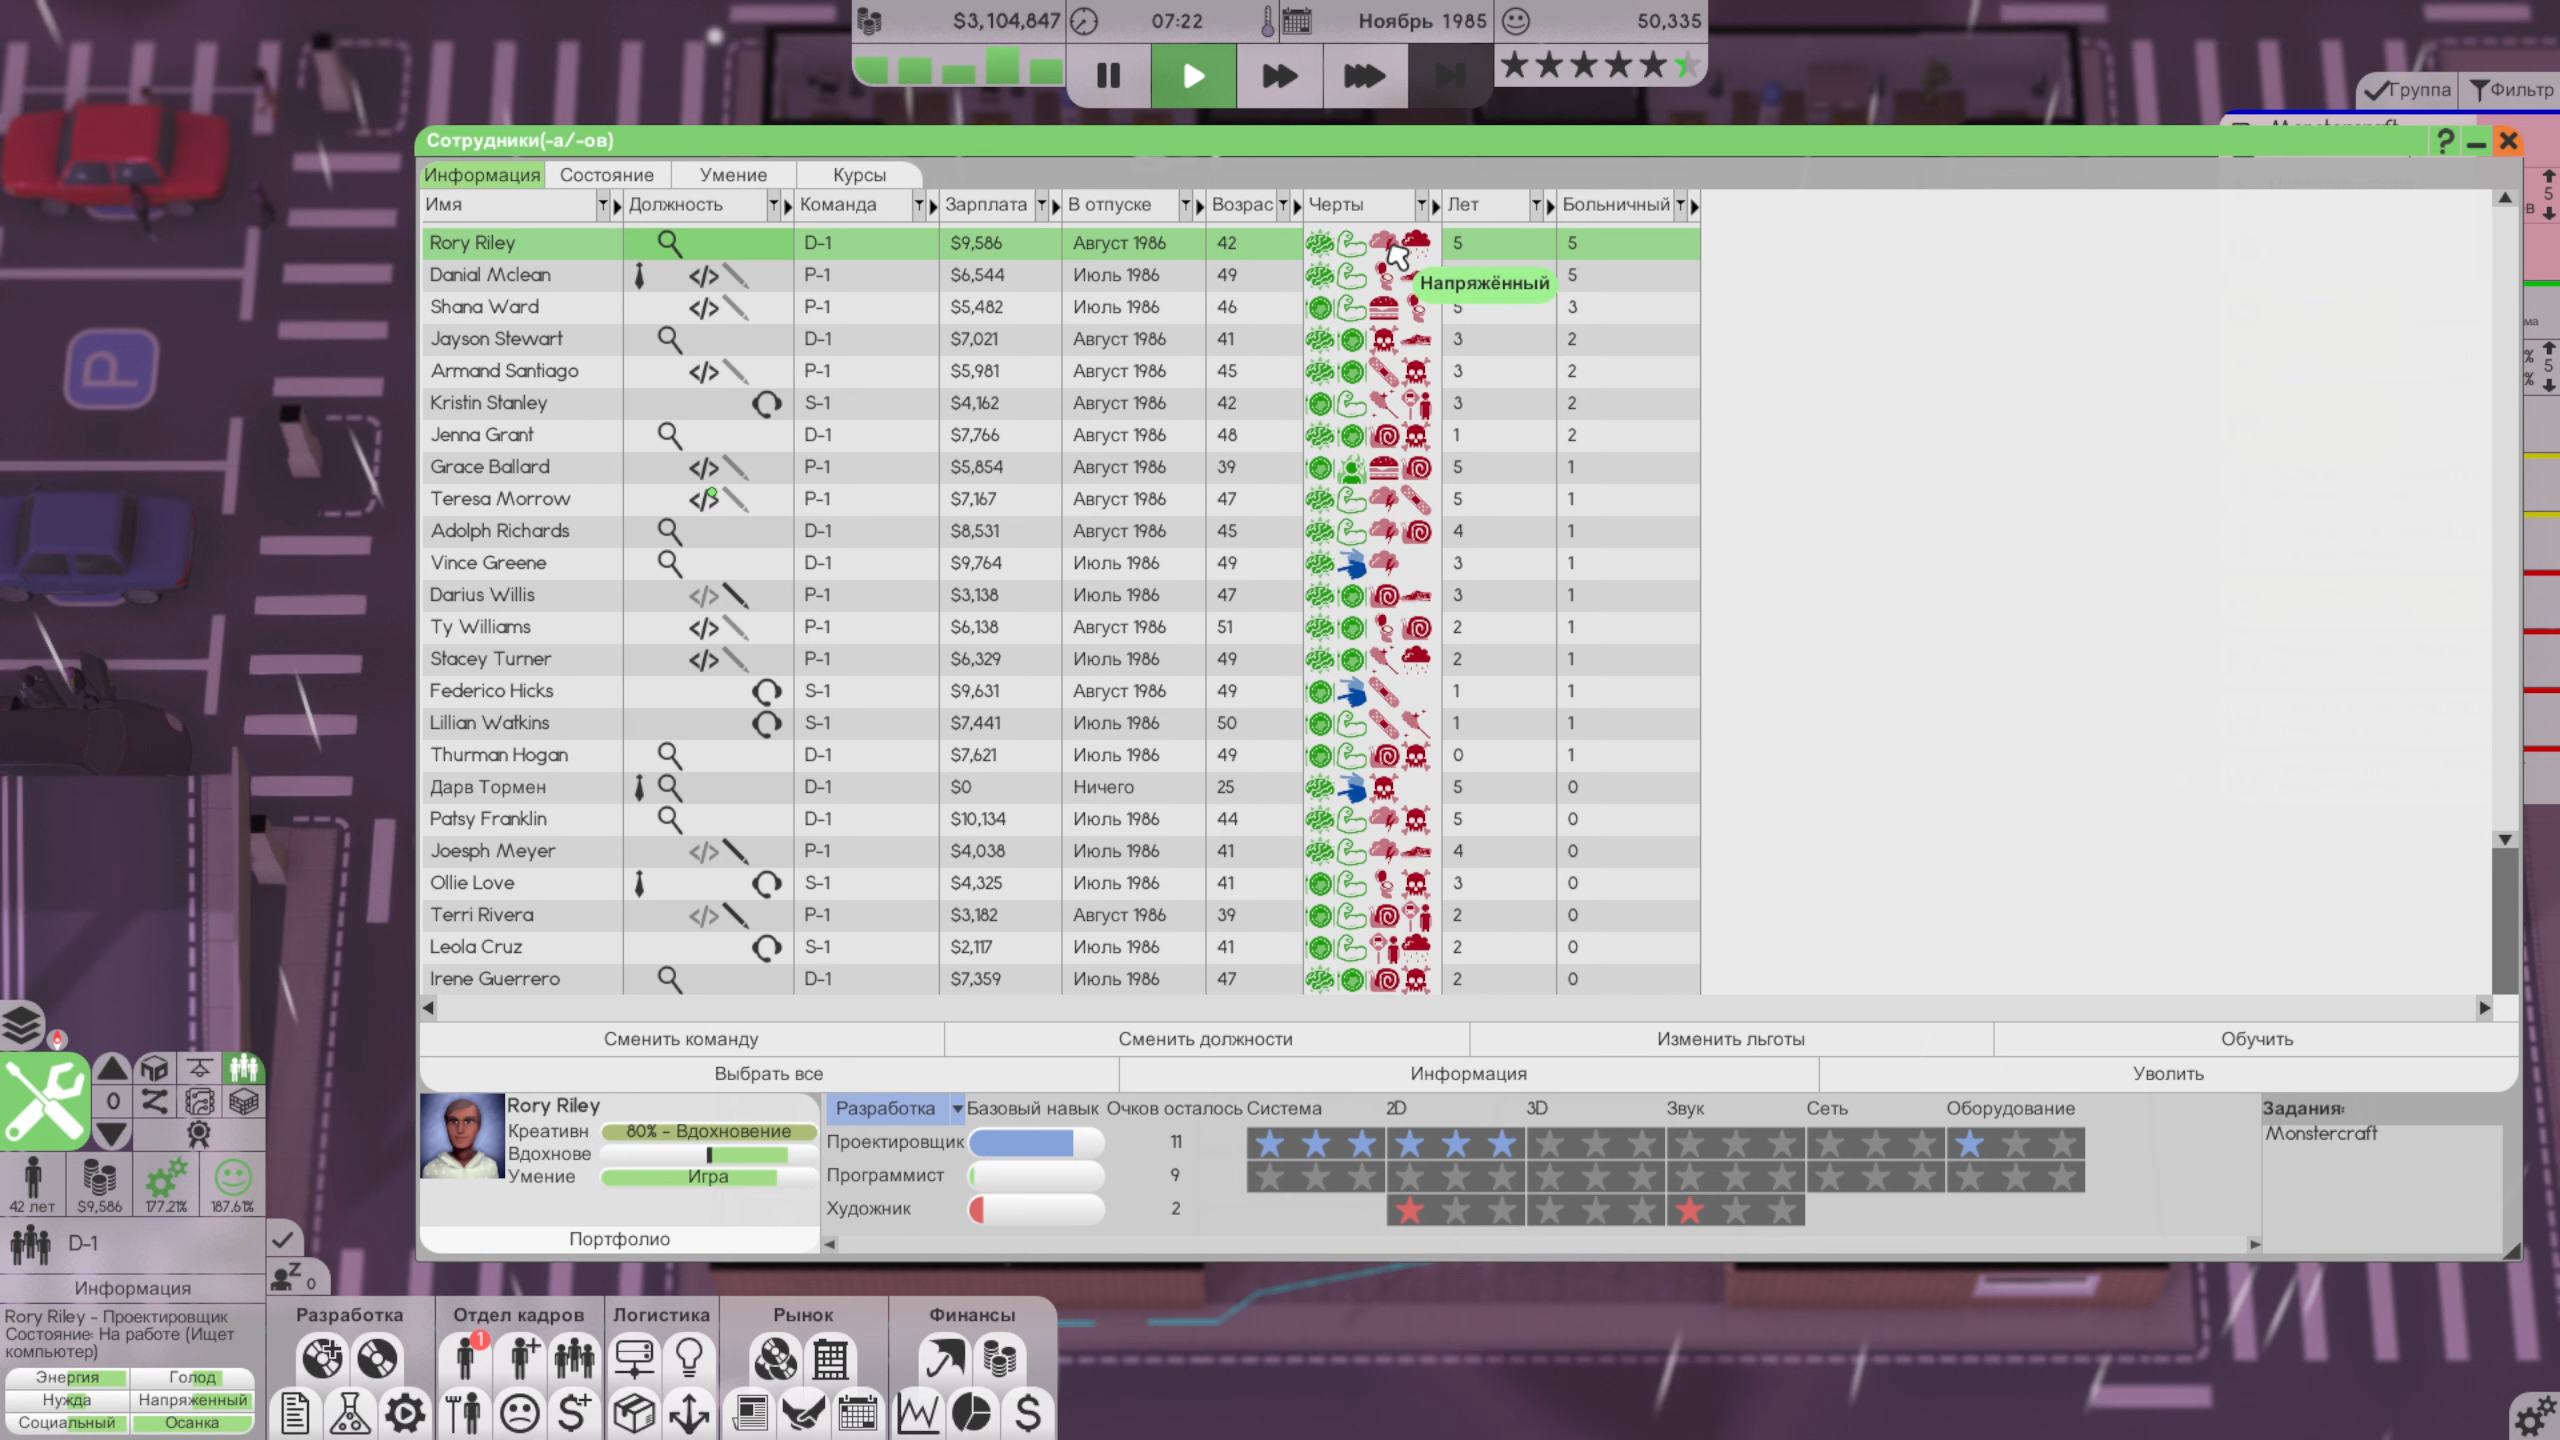 $3,104,847 07:22 Ноябрь 1985 50,335
Группа Фильтр
Сотрудники(-а/-ов)
Информация Состояние Умение Курсы
Имя Должность Команда Зарплата В отпуске Возрас Черты Лет Больничный
Rory Riley D-1 $9,586 Август 1986 42 5 5
Danial Mclean P-1 $6,544 Июль 1986 49 5
Напряжённый
Shana Ward P-1 $5,482 Июль 1986 46 5 3
Jayson Stewart D-1 $7,021 Август 1986 41 3 2
Armand Santiago P-1 $5,981 Август 1986 45 3 2
Kristin Stanley S-1 $4,162 Август 1986 42 3 2
Jenna Grant D-1 $7,766 Август 1986 48 1 2
Grace Ballard P-1 $5,854 Август 1986 39 5 1
Teresa Morrow P-1 $7,167 Август 1986 47 5 1
Adolph Richards D-1 $8,531 Август 1986 45 4 1
Vince Greene D-1 $9,764 Июль 1986 49 3 1
Darius Willis P-1 $3,138 Июль 1986 47 3 1
Ty Williams P-1 $6,138 Август 1986 51 2 1
Stacey Turner P-1 $6,329 Июль 1986 49 2 1
Federico Hicks S-1 $9,631 Август 1986 49 1 1
Lillian Watkins S-1 $7,441 Июль 1986 50 1 1
Thurman Hogan D-1 $7,621 Июль 1986 49 0 1
Дарв Тормен D-1 $0 Ничего 25 5 0
Patsy Franklin D-1 $10,134 Июль 1986 44 5 0
Joesph Meyer P-1 $4,038 Июль 1986 41 4 0
Ollie Love S-1 $4,325 Июль 1986 41 3 0
Terri Rivera P-1 $3,182 Август 1986 39 2 0
Leola Cruz S-1 $2,117 Июль 1986 41 2 0
Irene Guerrero D-1 $7,359 Июль 1986 47 2 0
Сменить команду Сменить должности Изменить льготы Обучить
Выбрать все Информация Уволить
Rory Riley
Креативн 80% - Вдохновение
Вдохнове
Умение Игра
Портфолио
Разработка Базовый навык Очков осталось Система 2D 3D Звук Сеть Оборудование
Проектировщик 11
Программист 9
Художник 2
Задания:
Monstercraft
P
5
В
ма
% 5
%
0
42 лет $9,586 177.21% 187.61%
D-1
Z 0
Информация
Rory Riley - Проектировщик
Состояние: На работе (Ищет
компьютер)
Энергия Голод
Нужда Напряженный
Социальный Осанка
Разработка Отдел кадров Логистика Рынок Финансы
1